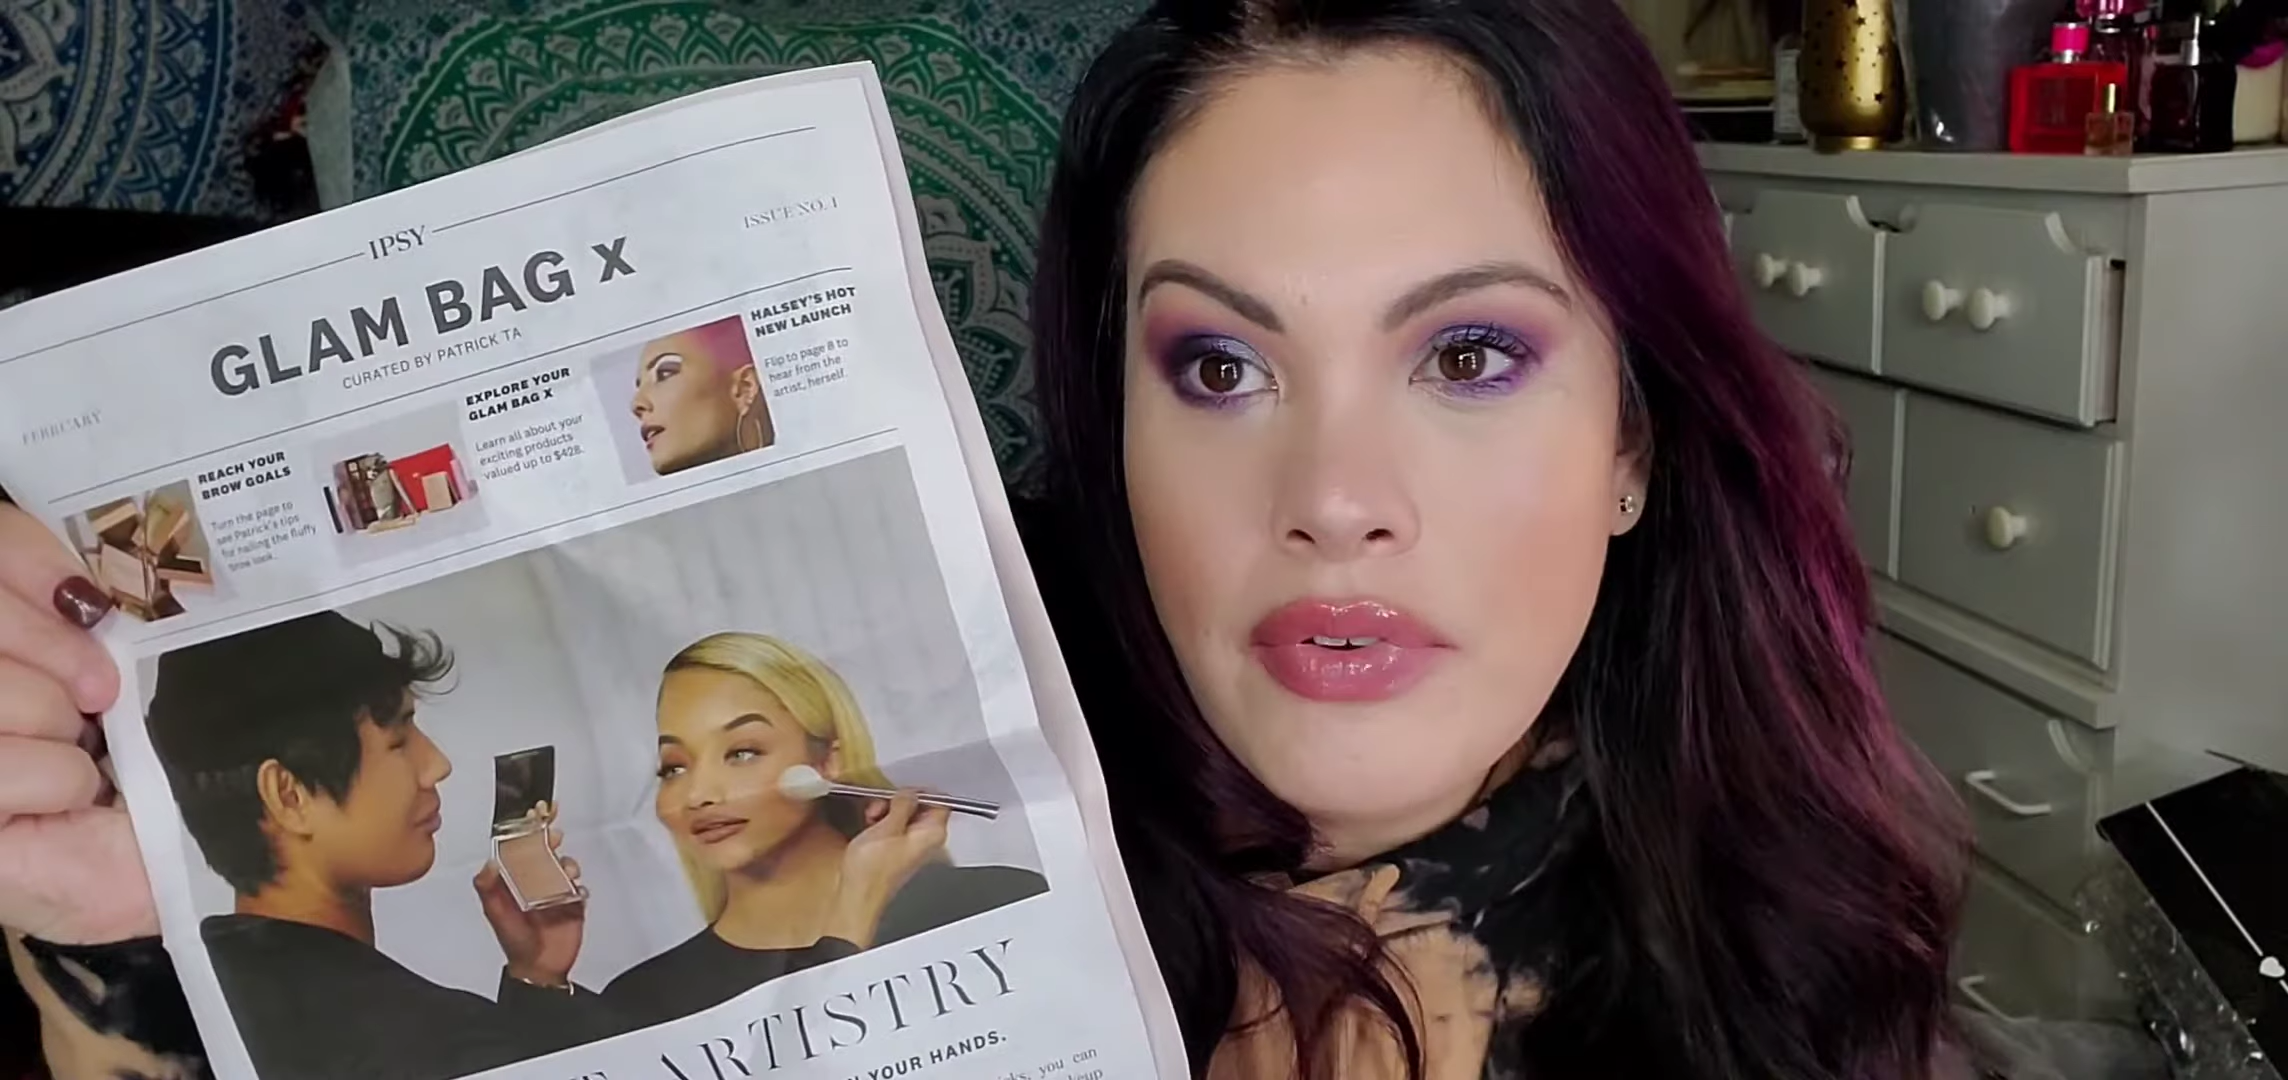 IPSY
ISSUE NO. 1
GLAM BAG X
CURATED BY PATRICK TA
FEBRUARY
REACH YOUR
BROW GOALS
Turn the page to
see Patrick's tips
for nailing the fluffy
brow look.
EXPLORE YOUR
GLAM BAG X
Learn all about your
exciting products
valued up to $428.
HALSEY'S HOT
NEW LAUNCH
Flip to page 8 to
hear from the
artist, herself.
ARTISTRY
YOUR HANDS.
you can